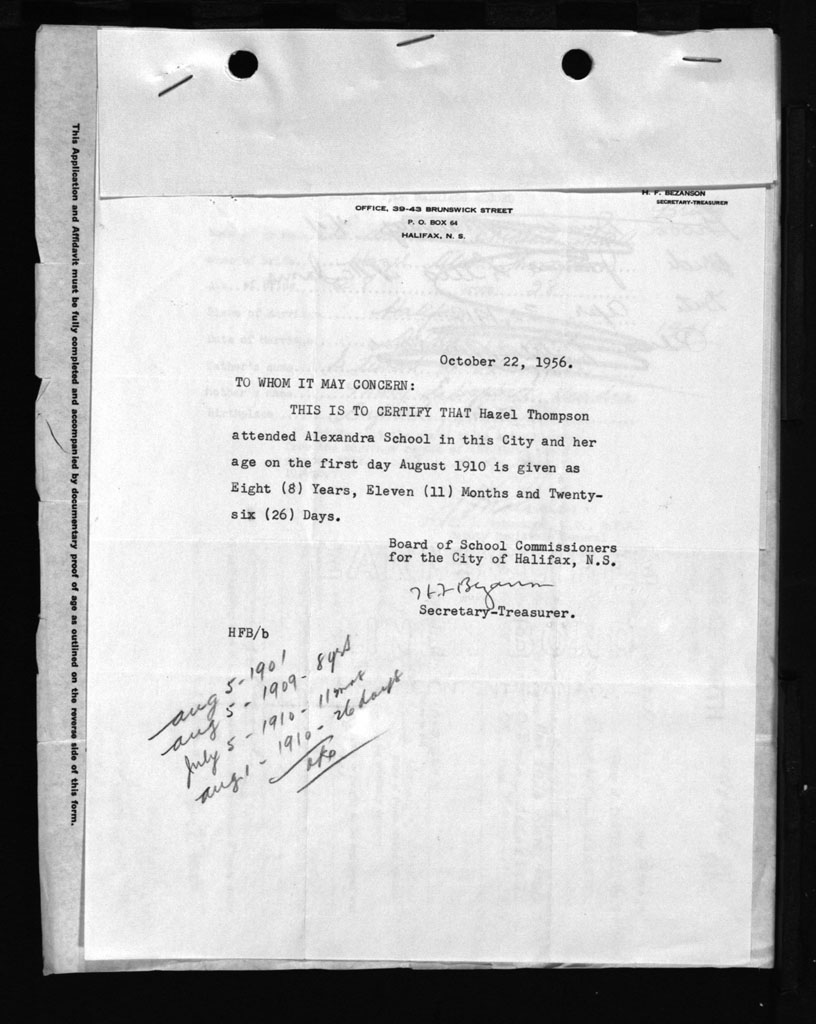 H. F. BEZANSON
SECRETARY-TREASURER
OFFICE, 39-43 BRUNSWICK STREET
P. O. BOX 64
HALIFAX, N. S.
October 22, 1956.
TO WHOM IT MAY CONCERN:
THIS IS TO CERTIFY THAT Hazel Thompson
attended Alexandra School in this City and her
age on the first day August 1910 is given as
Eight (8) Years, Eleven (11) Months and Twenty-
six (26) Days.
Board of School Commissioners
for the City of Halifax, N.S.
H F Bezanson
Secretary-Treasurer.
HFB/b
aug 5-1901
aug 5 - 1909 - 8 yrs
July 5 - 1910 - 11 mos
aug 1 - 1910 - 26 days
This Application and Affidavit must be fully completed and accompanied by documentary proof of age as outlined on the reverse side of this form.